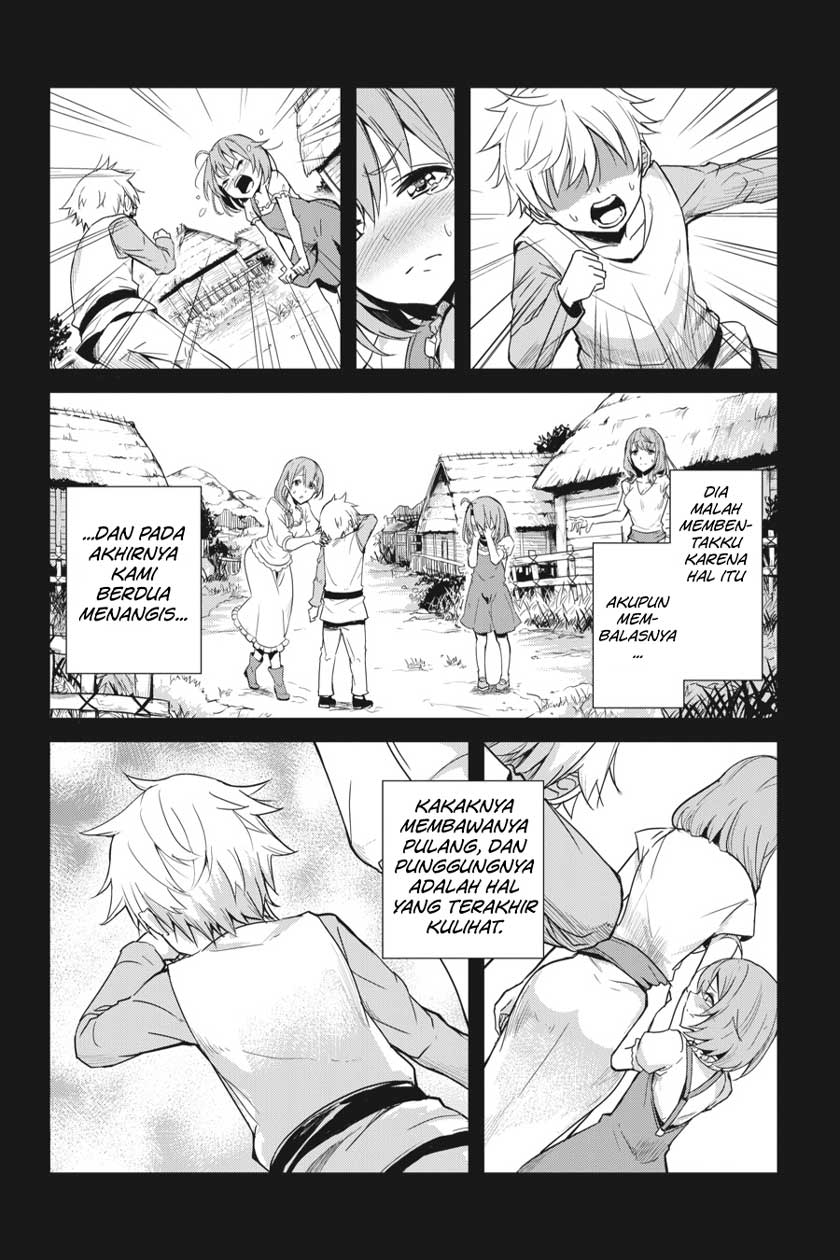 DIA
MALAH
MEMBEN-
TAKKU
KARENA
HAL ITU
AKUPUN
MEM-
BALASNYA
...
...DAN PADA
AKHIRNYA
KAMI
BERDUA
MENANGIS...
KAKAKNYA
MEMBAWANYA
PULANG, DAN
PUNGGUNGNYA
ADALAH HAL
YANG TERAKHIR
KULIHAT.